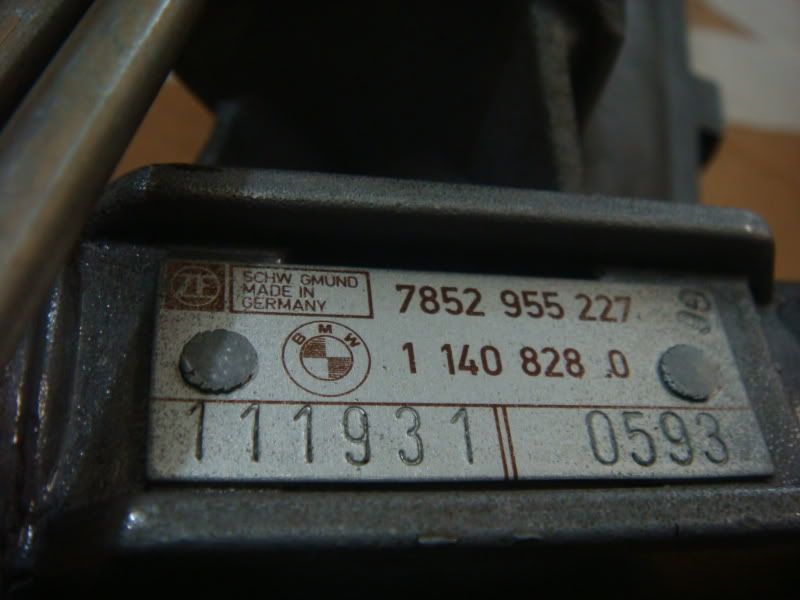 ZF
SCHW GMUND
MADE IN
GERMANY
7852 955 227
BMW
1 140 828 .0
111931 0593